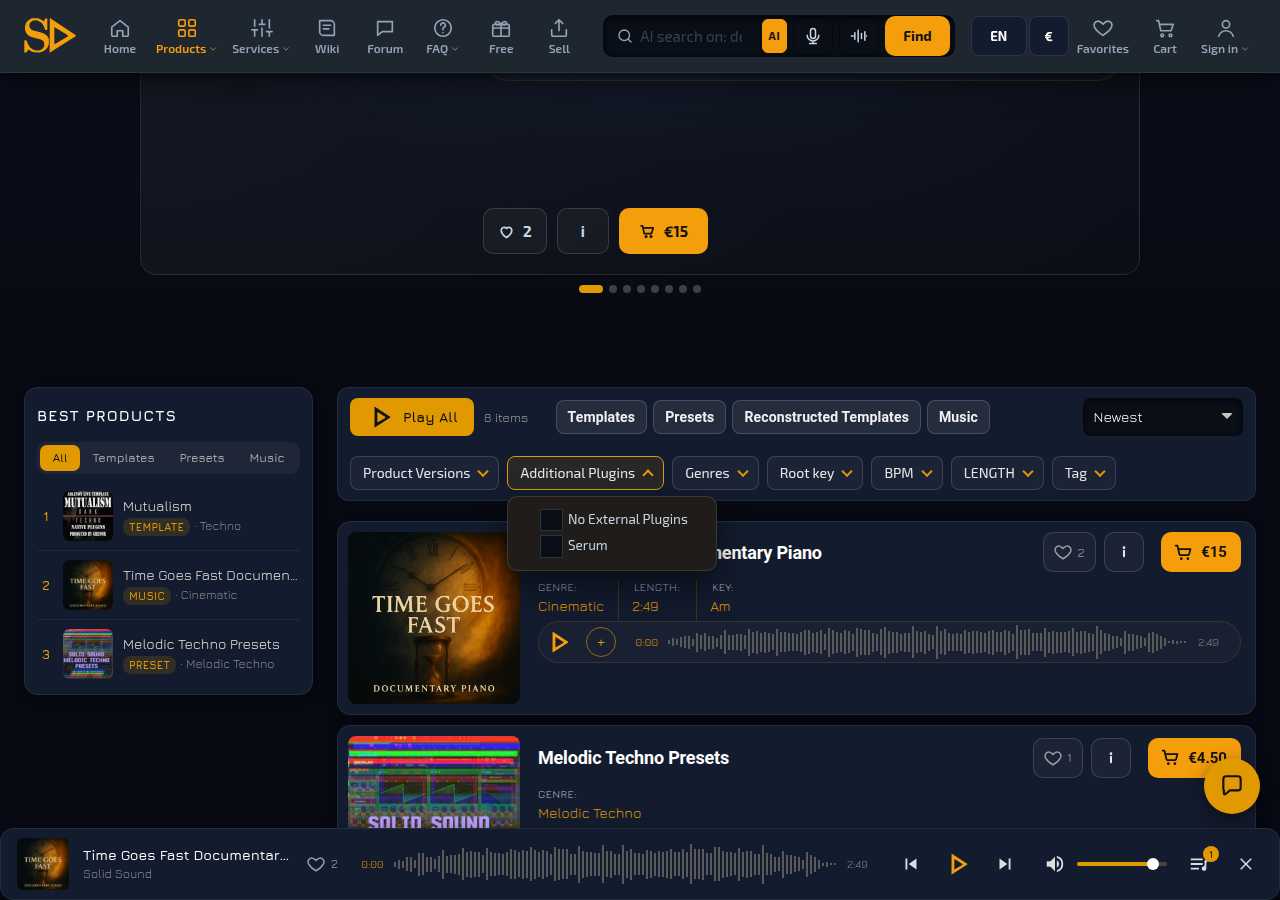 Home
Products
Services
Wiki
Forum
FAQ
Free
Sell
AI search on: de
AI
Find
EN
€
Favorites
Cart
Sign in
2
i
€15
BEST PRODUCTS
All
Templates
Presets
Music
1
Mutualism
TEMPLATE · Techno
2
Time Goes Fast Documen...
MUSIC · Cinematic
3
Melodic Techno Presets
PRESET · Melodic Techno
Play All
8 items
Templates
Presets
Reconstructed Templates
Music
Newest
Product Versions
Additional Plugins
Genres
Root key
BPM
LENGTH
Tag
No External Plugins
Serum
TIME GOES
FAST
DOCUMENTARY PIANO
mentary Piano
2
i
€15
GENRE:
Cinematic
LENGTH:
2:49
KEY:
Am
+
0:00
2:49
SOLID SOUND
Melodic Techno Presets
1
i
€4.50
GENRE:
Melodic Techno
Time Goes Fast Documentar...
Solid Sound
2
0:00
2:49
1